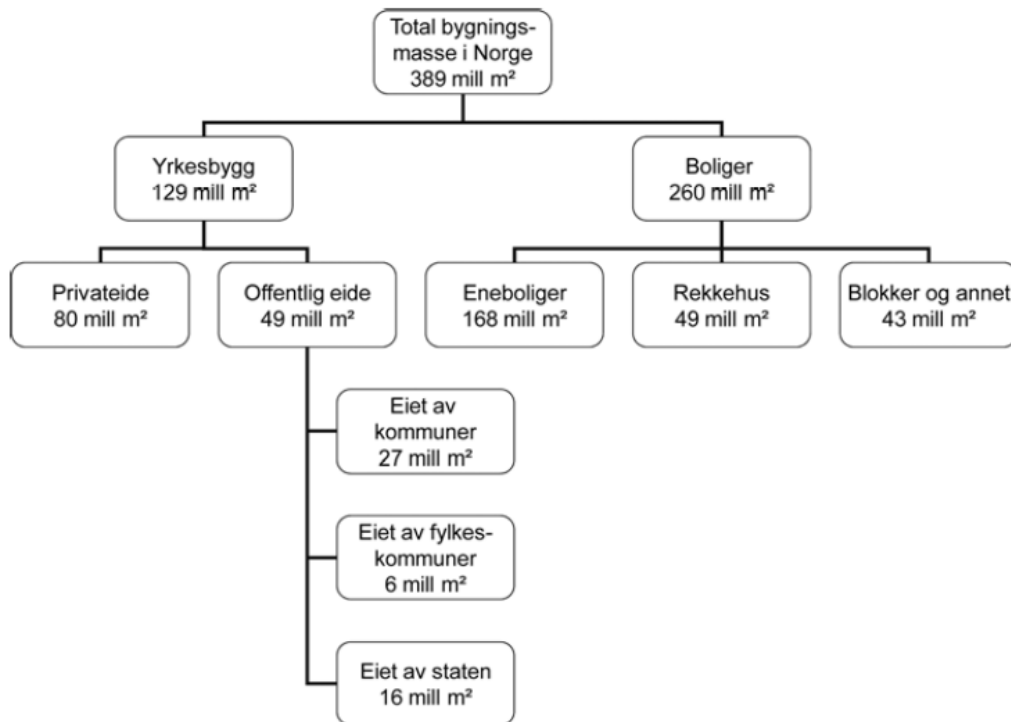 Total bygnings-
masse i Norge
389 mill m²
Yrkesbygg
129 mill m²
Boliger
260 mill m²
Privateide
80 mill m²
Offentlig eide
49 mill m²
Eneboliger
168 mill m²
Rekkehus
49 mill m²
Blokker og annet
43 mill m²
Eiet av
kommuner
27 mill m²
Eiet av fylkes-
kommuner
6 mill m²
Eiet av staten
16 mill m²